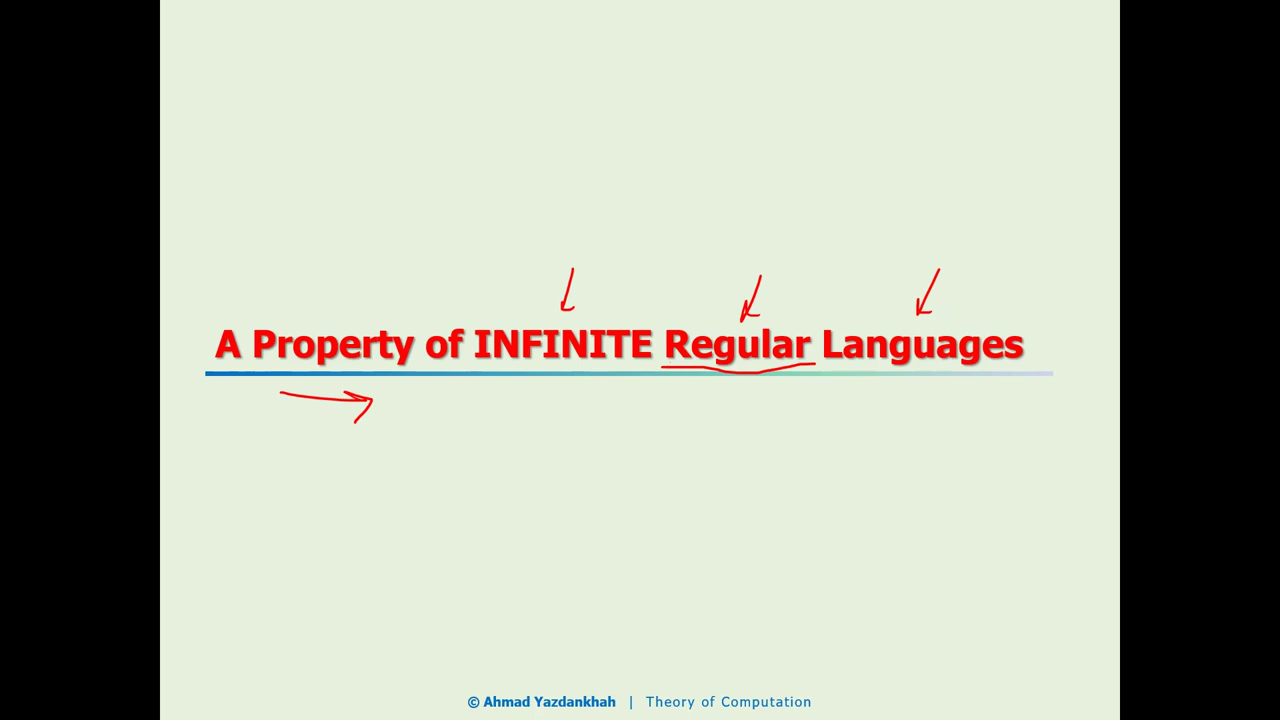 A Property of INFINITE Regular Languages
© Ahmad Yazdankhah | Theory of Computation